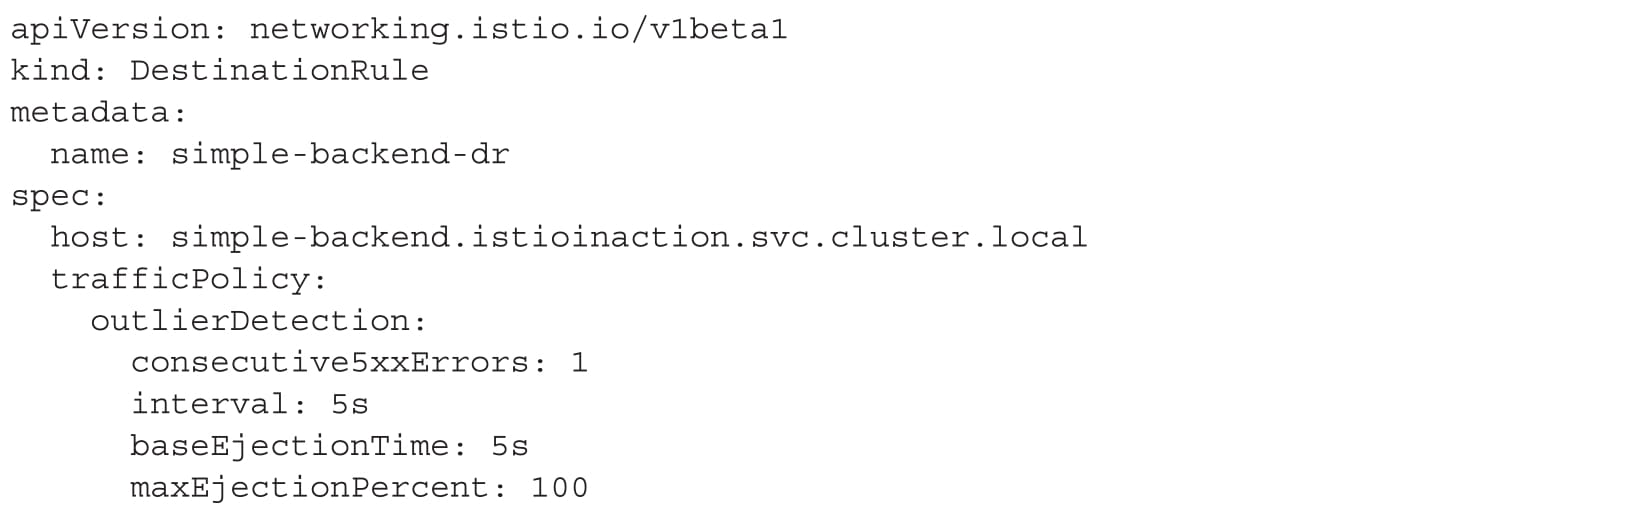 apiVersion: networking.istio.io/v1beta1
kind: DestinationRule
metadata:
  name: simple-backend-dr
spec:
  host: simple-backend.istioinaction.svc.cluster.local
  trafficPolicy:
    outlierDetection:
      consecutive5xxErrors: 1
      interval: 5s
      baseEjectionTime: 5s
      maxEjectionPercent: 100